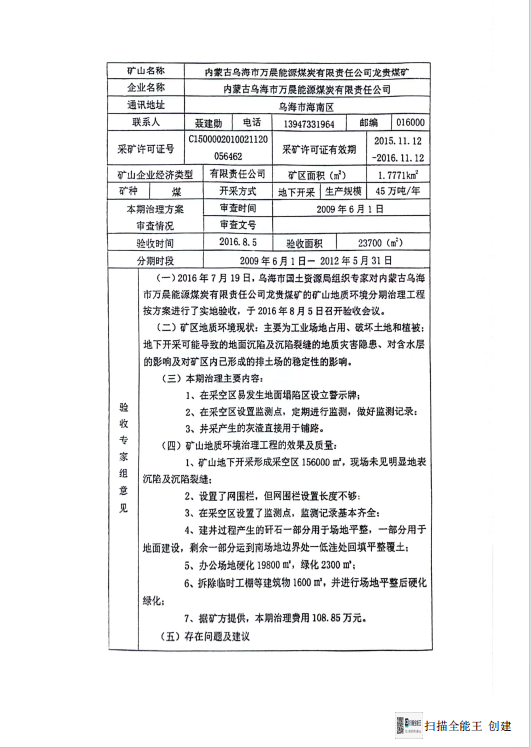 矿山名称 内蒙古乌海市万晨能源煤炭有限责任公司龙贵煤矿
企业名称 内蒙古乌海市万晨能源煤炭有限责任公司
通讯地址 乌海市海南区
联系人 聂建勋 电话 13947331964 邮编 016000
采矿许可证号 C1500002010021120056462 采矿许可证有效期 2015.11.12-2016.11.12
矿山企业经济类型 有限责任公司 矿区面积(㎡) 1.7771k㎡
矿种 煤 开采方式 地下开采 生产规模 45万吨/年
本期治理方案审查情况 审查时间 2009年6月1日
审查文号
验收时间 2016.8.5 验收面积 23700(㎡)
分期时段 2009年6月1日— 2012年5月31日
验收专家组意见
(一)2016年7月19日,乌海市国土资源局组织专家对内蒙古乌海
市万晨能源煤炭有限责任公司龙贵煤矿的矿山地质环境分期治理工程
按方案进行了实地验收,于2016年8月5日召开验收会议。
(二)矿区地质环境现状:主要为工业场地占用、破坏土地和植被;
地下开采可能导致的地面沉陷及沉陷裂缝的地质灾害隐患、对含水层
的影响及对矿区内已形成的排土场的稳定性的影响。
(三)本期治理主要内容:
1、在采空区易发生地面塌陷区设立警示牌;
2、在采空区设置监测点,定期进行监测,做好监测记录;
3、井采产生的灰渣直接用于铺路。
(四)矿山地质环境治理工程的效果及质量:
1、矿山地下开采形成采空区156000㎡,现场未见明显地表
沉陷及沉陷裂缝;
2、设置了网围栏,但网围栏设置长度不够;
3、在采空区设置了监测点,监测记录基本齐全;
4、建井过程产生的矸石一部分用于场地平整,一部分用于
地面建设,剩余一部分运到南场地边界处一低洼处回填平整覆土;
5、办公场地硬化19800㎡,绿化2300㎡;
6、拆除临时工棚等建筑物1600㎡,并进行场地平整后硬化
绿化;
7、据矿方提供,本期治理费用108.85万元。
(五)存在问题及建议
扫描全能王 创建